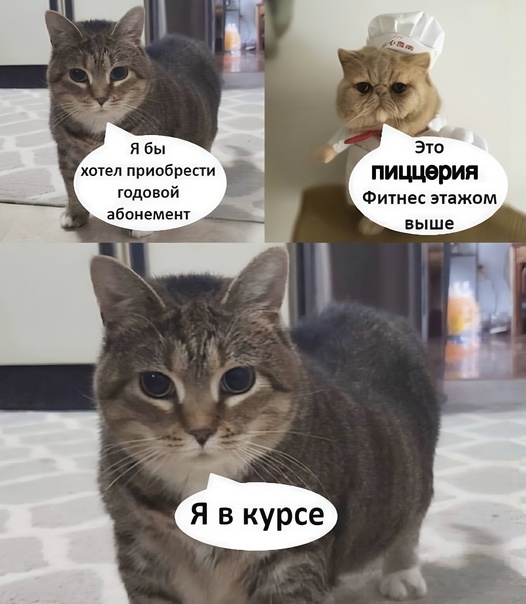 Я бы
хотел приобрести
годовой
абонемент
Это
пиццерия
Фитнес этажом
выше
Я в курсе